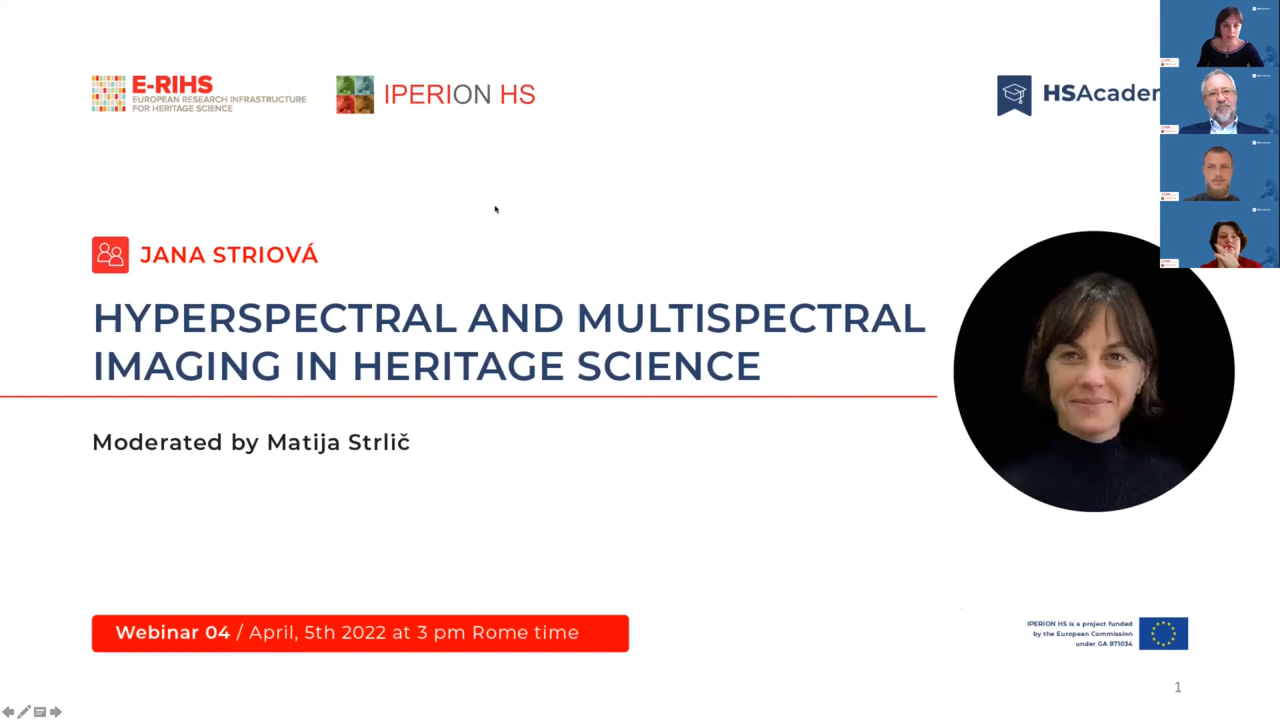 E-RIHS
EUROPEAN RESEARCH INFRASTRUCTURE
FOR HERITAGE SCIENCE
IPERION HS
HSAcadem
JANA STRIOVÁ
HYPERSPECTRAL AND MULTISPECTRAL
IMAGING IN HERITAGE SCIENCE
Moderated by Matija Strlič
Webinar 04 / April, 5th 2022 at 3 pm Rome time
IPERION HS is a project funded
by the European Commission
under GA 871034
1